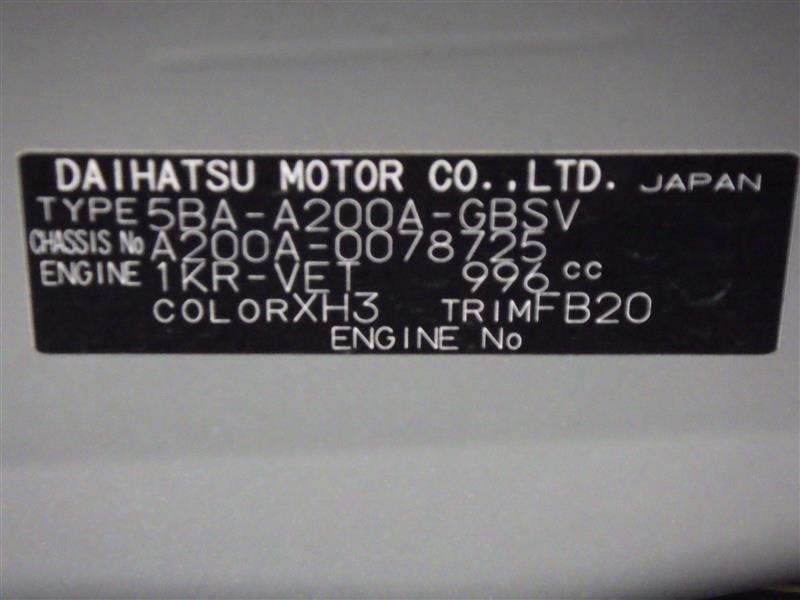 DAIHATSU MOTOR CO.,LTD. JAPAN
TYPE 5BA-A200A-GBSV
CHASSIS No A200A-0078725
ENGINE 1KR-VET 996 cc
COLOR XH3 TRIM FB20
ENGINE No